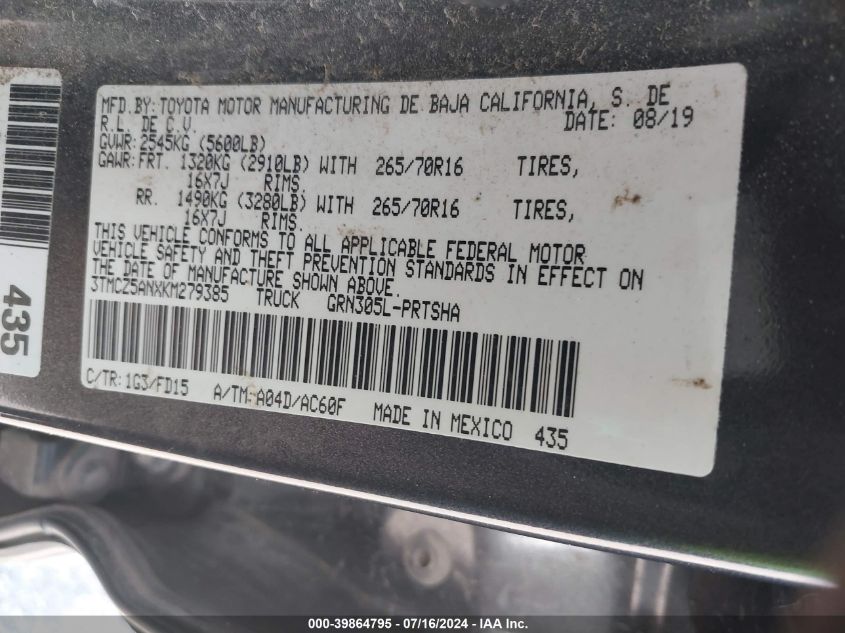 MFD.BY:TOYOTA MOTOR MANUFACTURING DE BAJA CALIFORNIA, S. DE
R.L. DE C.V. DATE: 08/19
GVWR:2545KG (5600LB)
GAWR:FRT. 1320KG (2910LB) WITH 265/70R16 TIRES,
16X7J RIMS.
RR. 1490KG (3280LB) WITH 265/70R16 TIRES,
16X7J RIMS.
THIS VEHICLE CONFORMS TO ALL APPLICABLE FEDERAL MOTOR
VEHICLE SAFETY AND THEFT PREVENTION STANDARDS IN EFFECT ON
THE DATE OF MANUFACTURE SHOWN ABOVE.
3TMCZ5ANXKM279385 TRUCK GRN305L-PRTSHA
C/TR:1G3/FD15 A/TM:A04D/AC60F MADE IN MEXICO 435
435
000-39864795 - 07/16/2024 - IAA Inc.